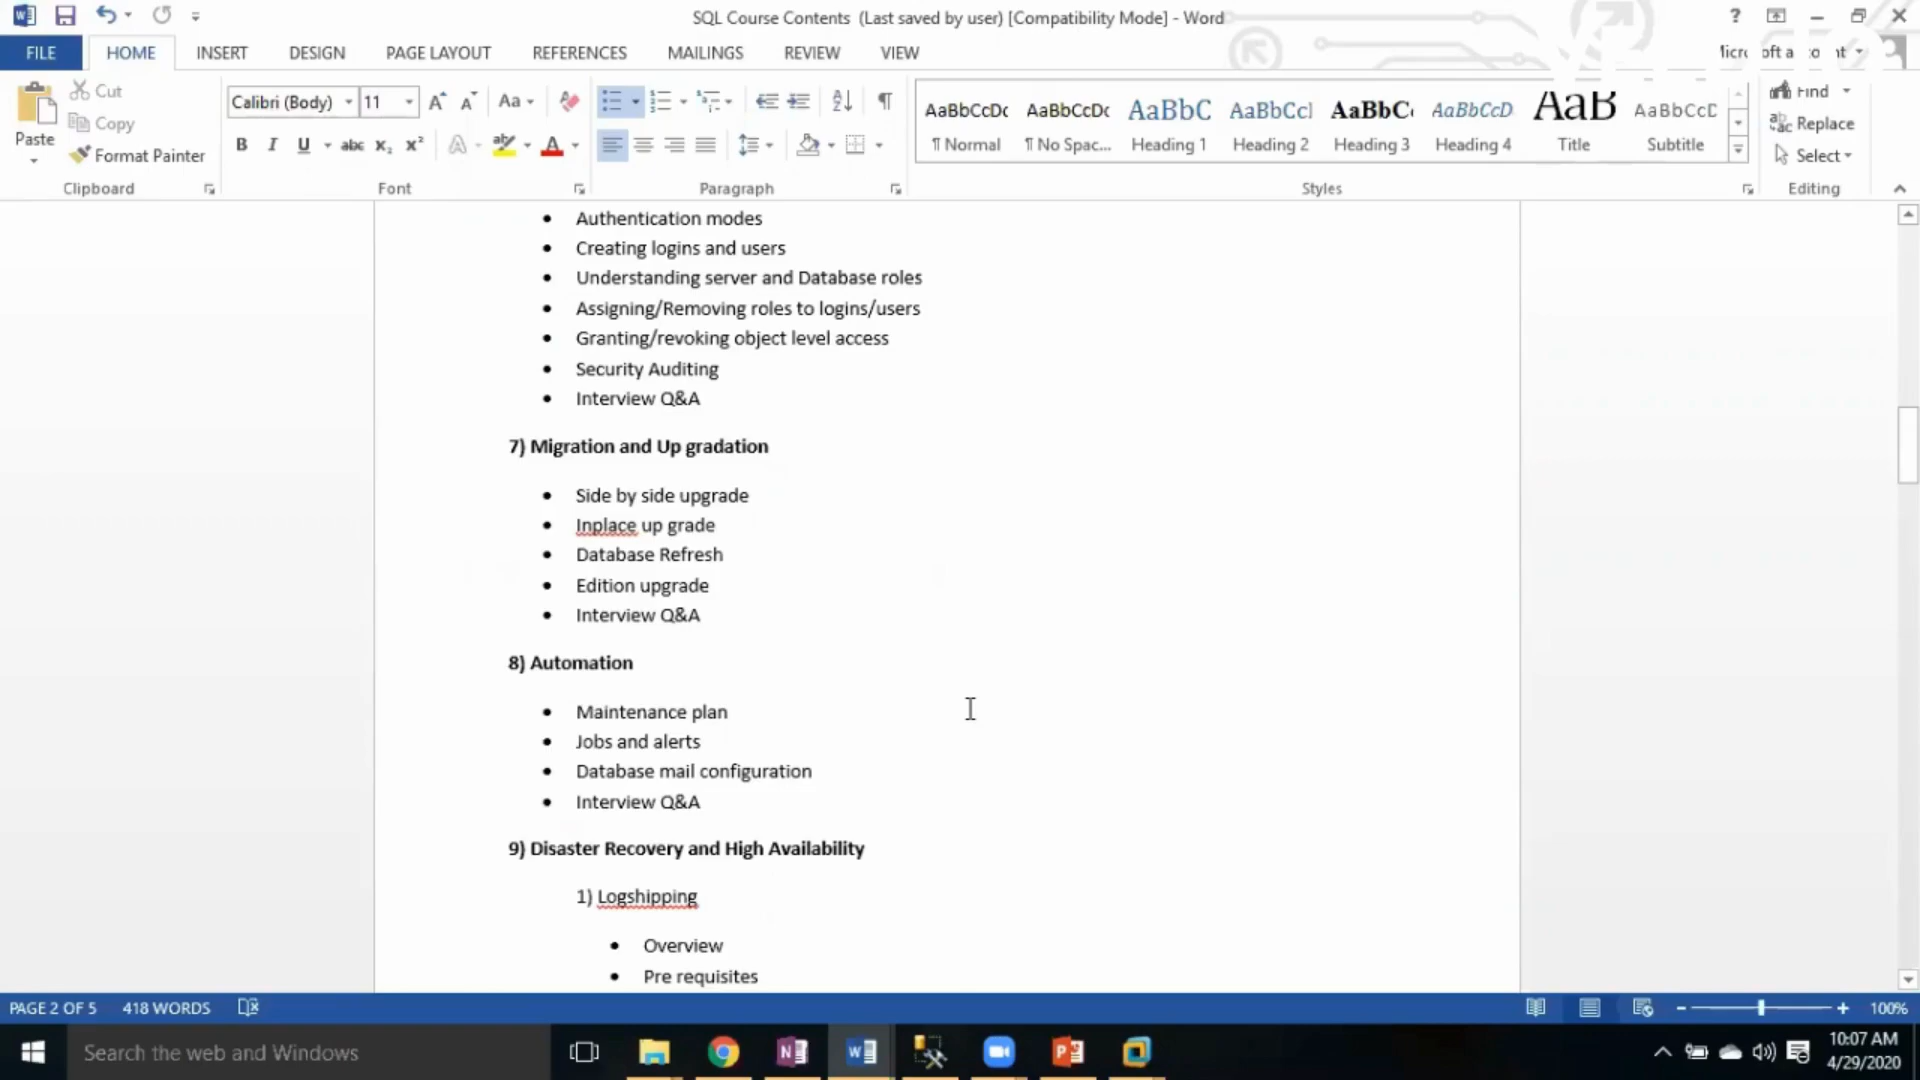 SQL Course Contents (Last saved by user) [Compatibility Mode] - Word
?
FILE HOME INSERT DESIGN PAGE LAYOUT REFERENCES MAILINGS REVIEW VIEW
Paste
Cut
Copy
Format Painter
Clipboard
Calibri (Body) 11
Aa
B I U abc x₂ x²
A
Font
Paragraph
AaBbCcDc AaBbCcDc AaBbC AaBbCc AaBbC AaBbCcD AaB AaBbCcD
¶ Normal ¶ No Spac... Heading 1 Heading 2 Heading 3 Heading 4 Title Subtitle
Styles
Find
Replace
Select
Editing
• Authentication modes
• Creating logins and users
• Understanding server and Database roles
• Assigning/Removing roles to logins/users
• Granting/revoking object level access
• Security Auditing
• Interview Q&A
7) Migration and Up gradation
• Side by side upgrade
• Inplace up grade
• Database Refresh
• Edition upgrade
• Interview Q&A
8) Automation
• Maintenance plan
• Jobs and alerts
• Database mail configuration
• Interview Q&A
9) Disaster Recovery and High Availability
1) Logshipping
• Overview
• Pre requisites
PAGE 2 OF 5 418 WORDS
100%
Search the web and Windows
10:07 AM
4/29/2020